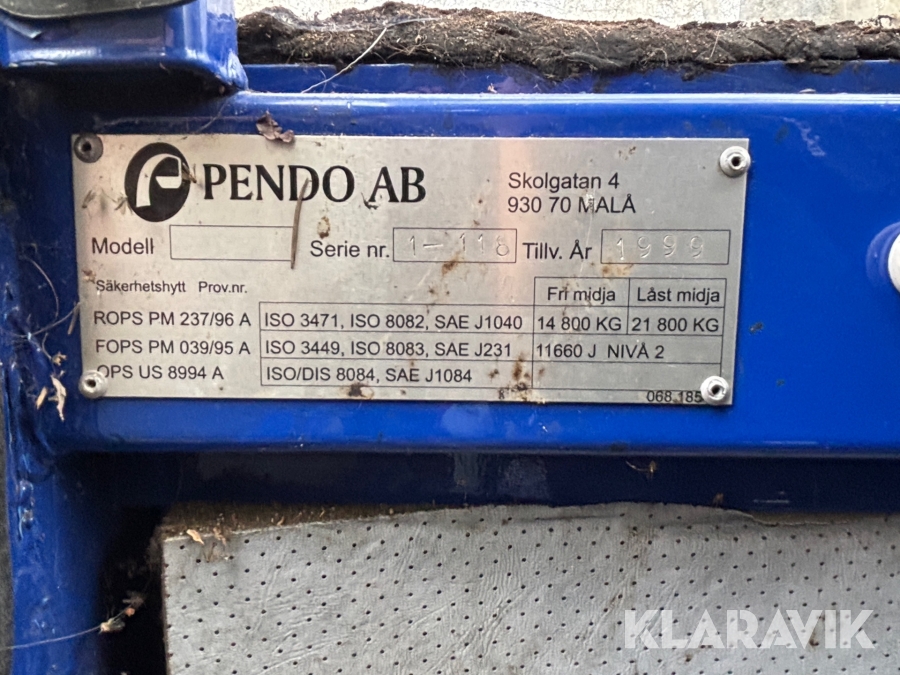 PENDO AB
Skolgatan 4
930 70 MALÅ
Modell Serie nr. 1-118 Tillv. År 1999
Säkerhetshytt Prov.nr. Fri midja Låst midja
ROPS PM 237/96 A ISO 3471, ISO 8082, SAE J1040 14 800 KG 21 800 KG
FOPS PM 039/95 A ISO 3449, ISO 8083, SAE J231 11660 J NIVÅ 2
OPS US 8994 A ISO/DIS 8084, SAE J1084
068.185
KLARAVIK